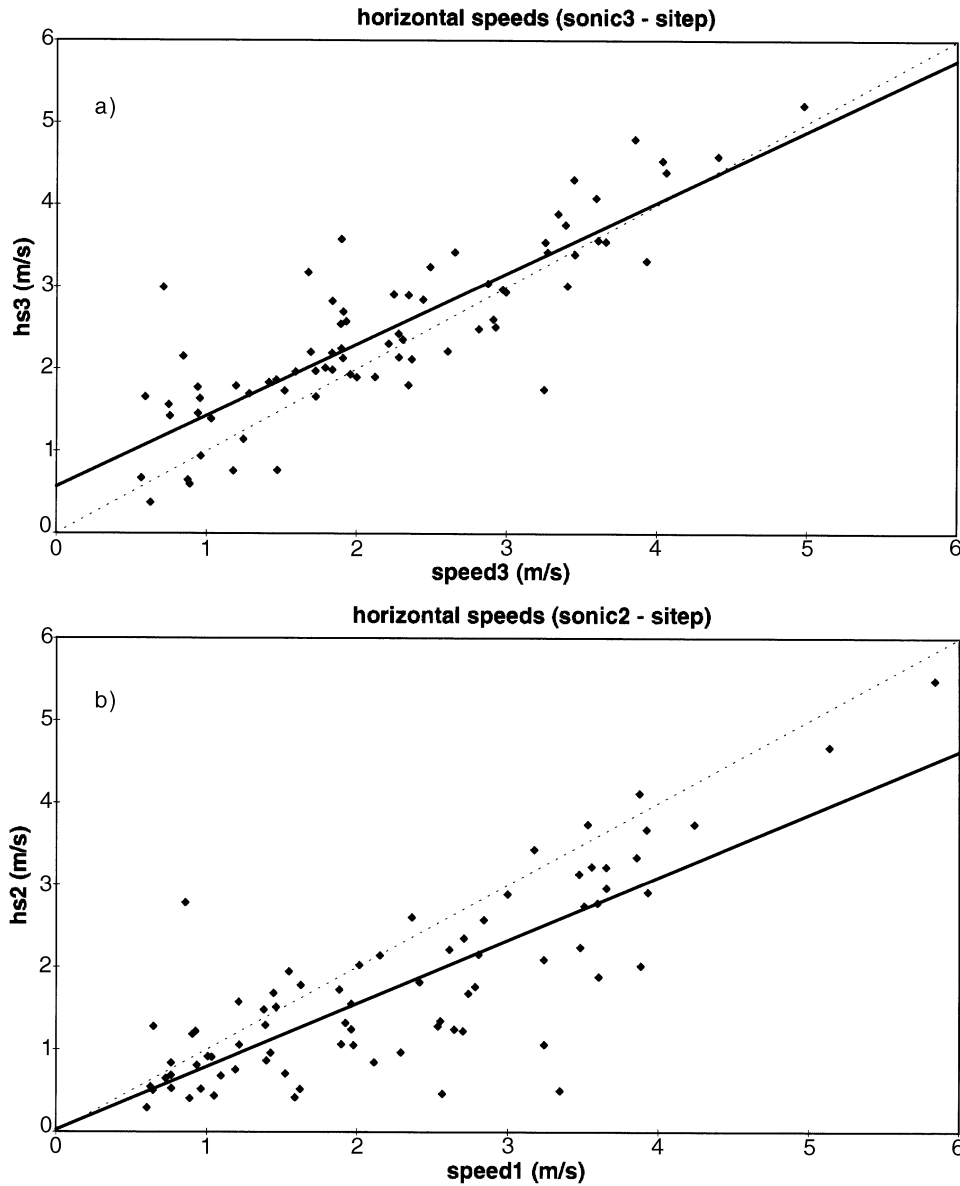 horizontal speeds (sonic3 - sitep)
6
a)
5
4
hs3 (m/s)
3
2
1
0
0 1 2 3 4 5 6
speed3 (m/s)
horizontal speeds (sonic2 - sitep)
6
b)
5
4
hs2 (m/s)
3
2
1
0
0 1 2 3 4 5 6
speed1 (m/s)